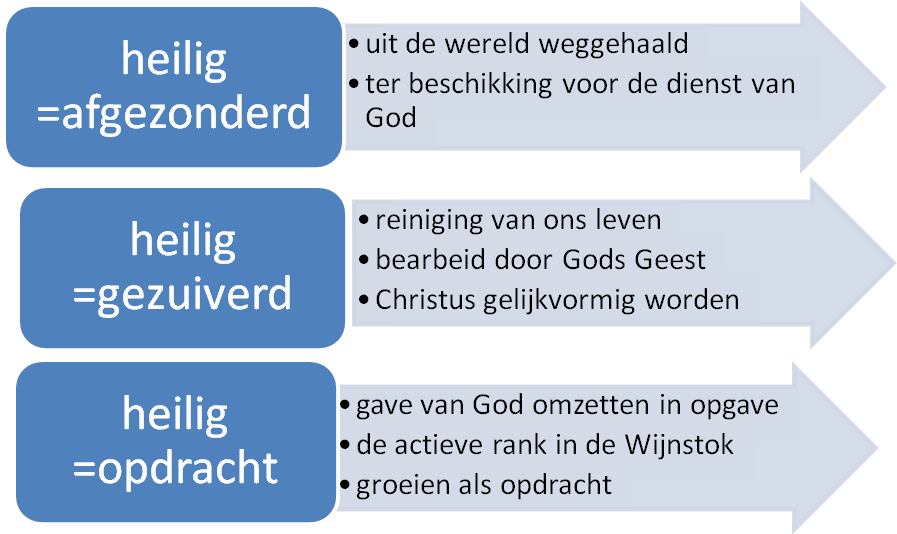 heilig
=afgezonderd
• uit de wereld weggehaald
• ter beschikking voor de dienst van
God
heilig
=gezuiverd
• reiniging van ons leven
• bearbeid door Gods Geest
• Christus gelijkvormig worden
heilig
=opdracht
• gave van God omzetten in opgave
• de actieve rank in de Wijnstok
• groeien als opdracht